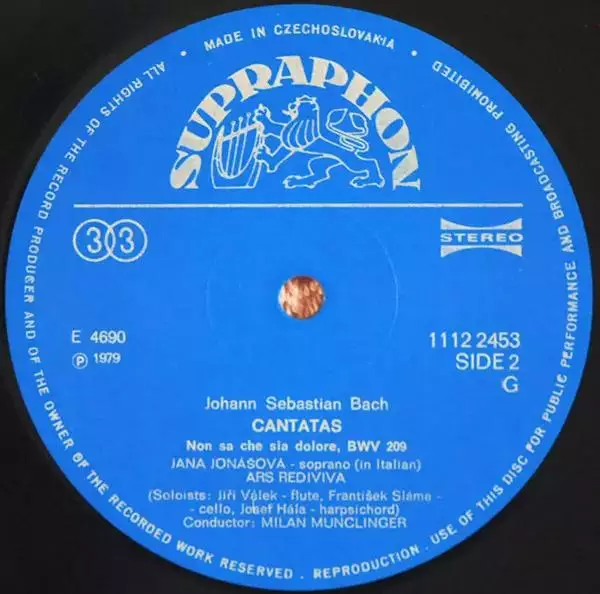 MADE IN CZECHOSLOVAKIA
ALL RIGHTS OF THE RECORD PRODUCER AND OF THE OWNER OF THE RECORDED WORK RESERVED . REPRODUCTION . USE OF THIS DISC FOR PUBLIC PERFORMANCE AND BROADCASTING PROHIBITED
SUPRAPHON
33
STEREO
E 4690
1112 2453
℗ 1979
SIDE 2
G
Johann Sebastian Bach
CANTATAS
Non sa che sia dolore, BWV 209
JANA JONÁŠOVÁ - soprano (in Italian)
ARS REDIVIVA
(Soloists: Jiří Válek - flute, František Sláma -
- cello, Josef Hála - harpsichord)
Conductor: MILAN MUNCLINGER